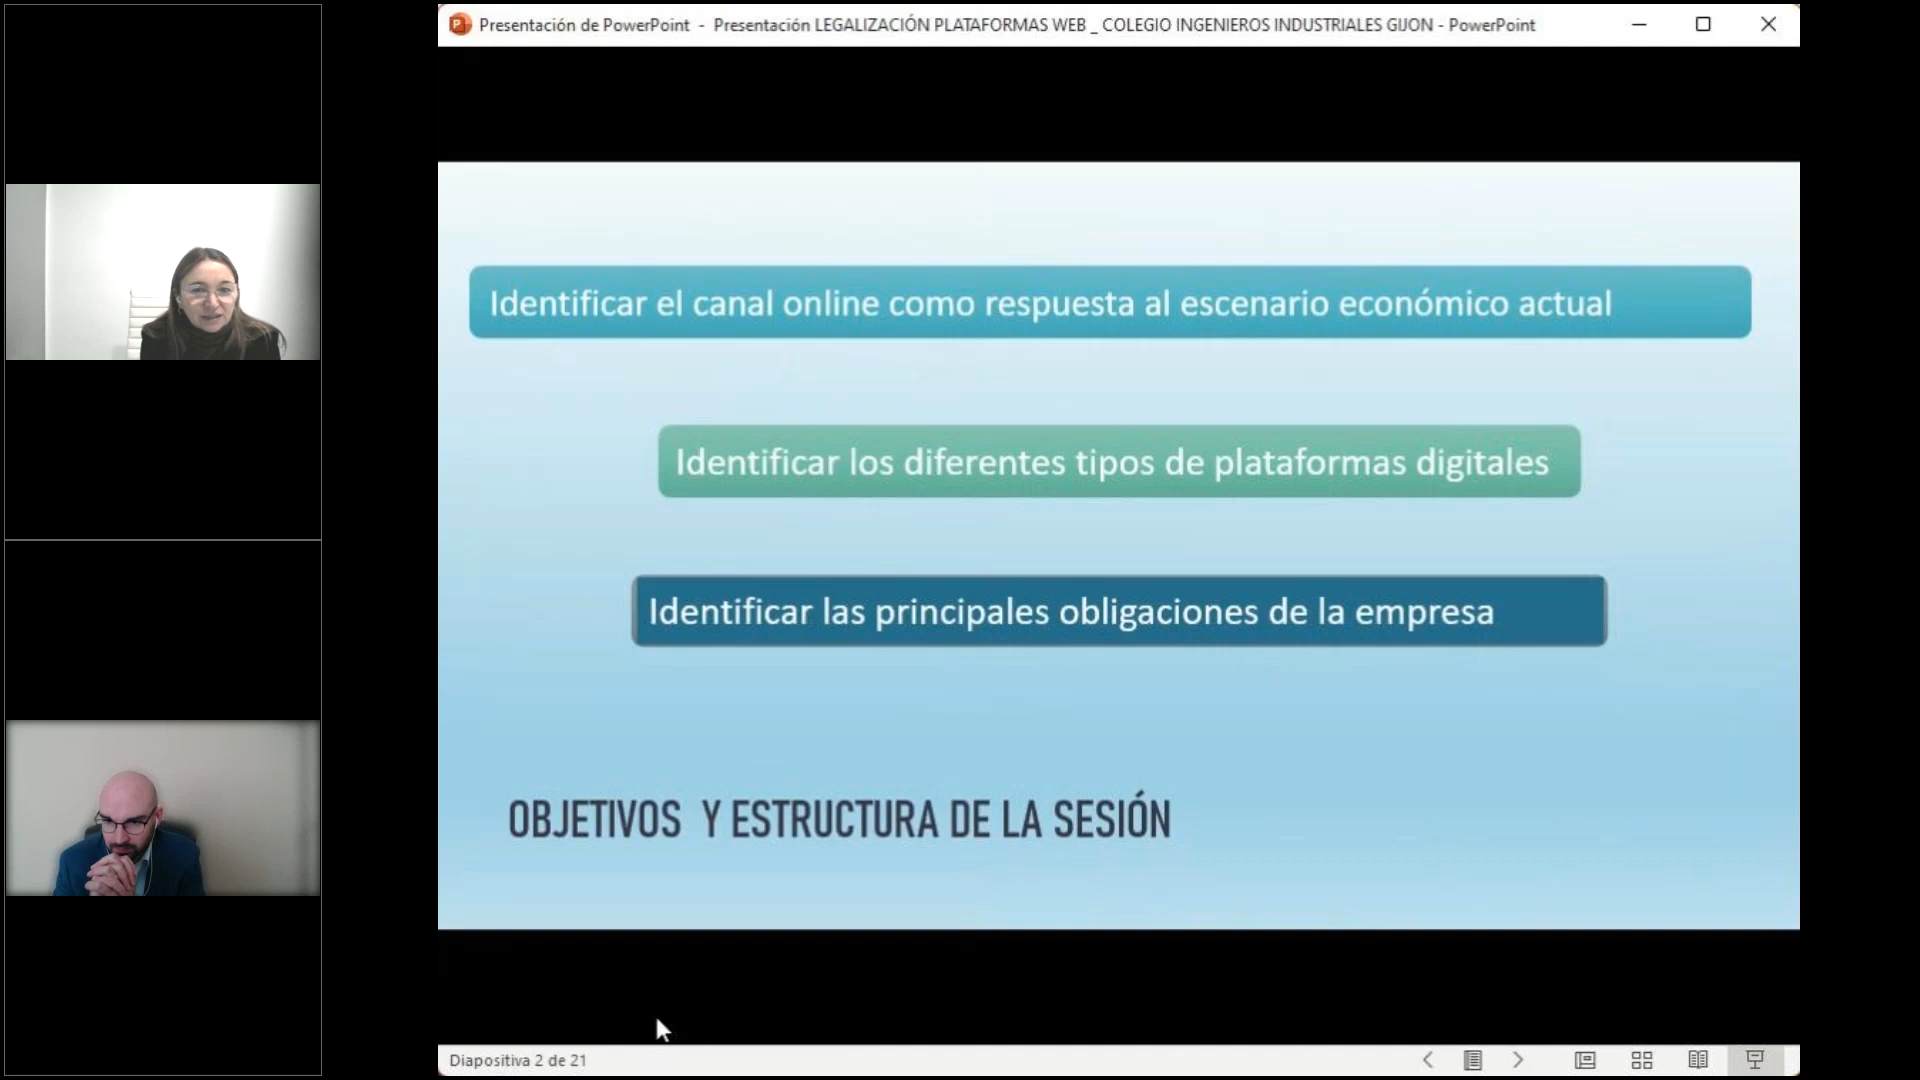 Presentación de PowerPoint - Presentación LEGALIZACIÓN PLATAFORMAS WEB _ COLEGIO INGENIEROS INDUSTRIALES GIJON - PowerPoint
Identificar el canal online como respuesta al escenario económico actual
Identificar los diferentes tipos de plataformas digitales
Identificar las principales obligaciones de la empresa
OBJETIVOS Y ESTRUCTURA DE LA SESIÓN
Diapositiva 2 de 21